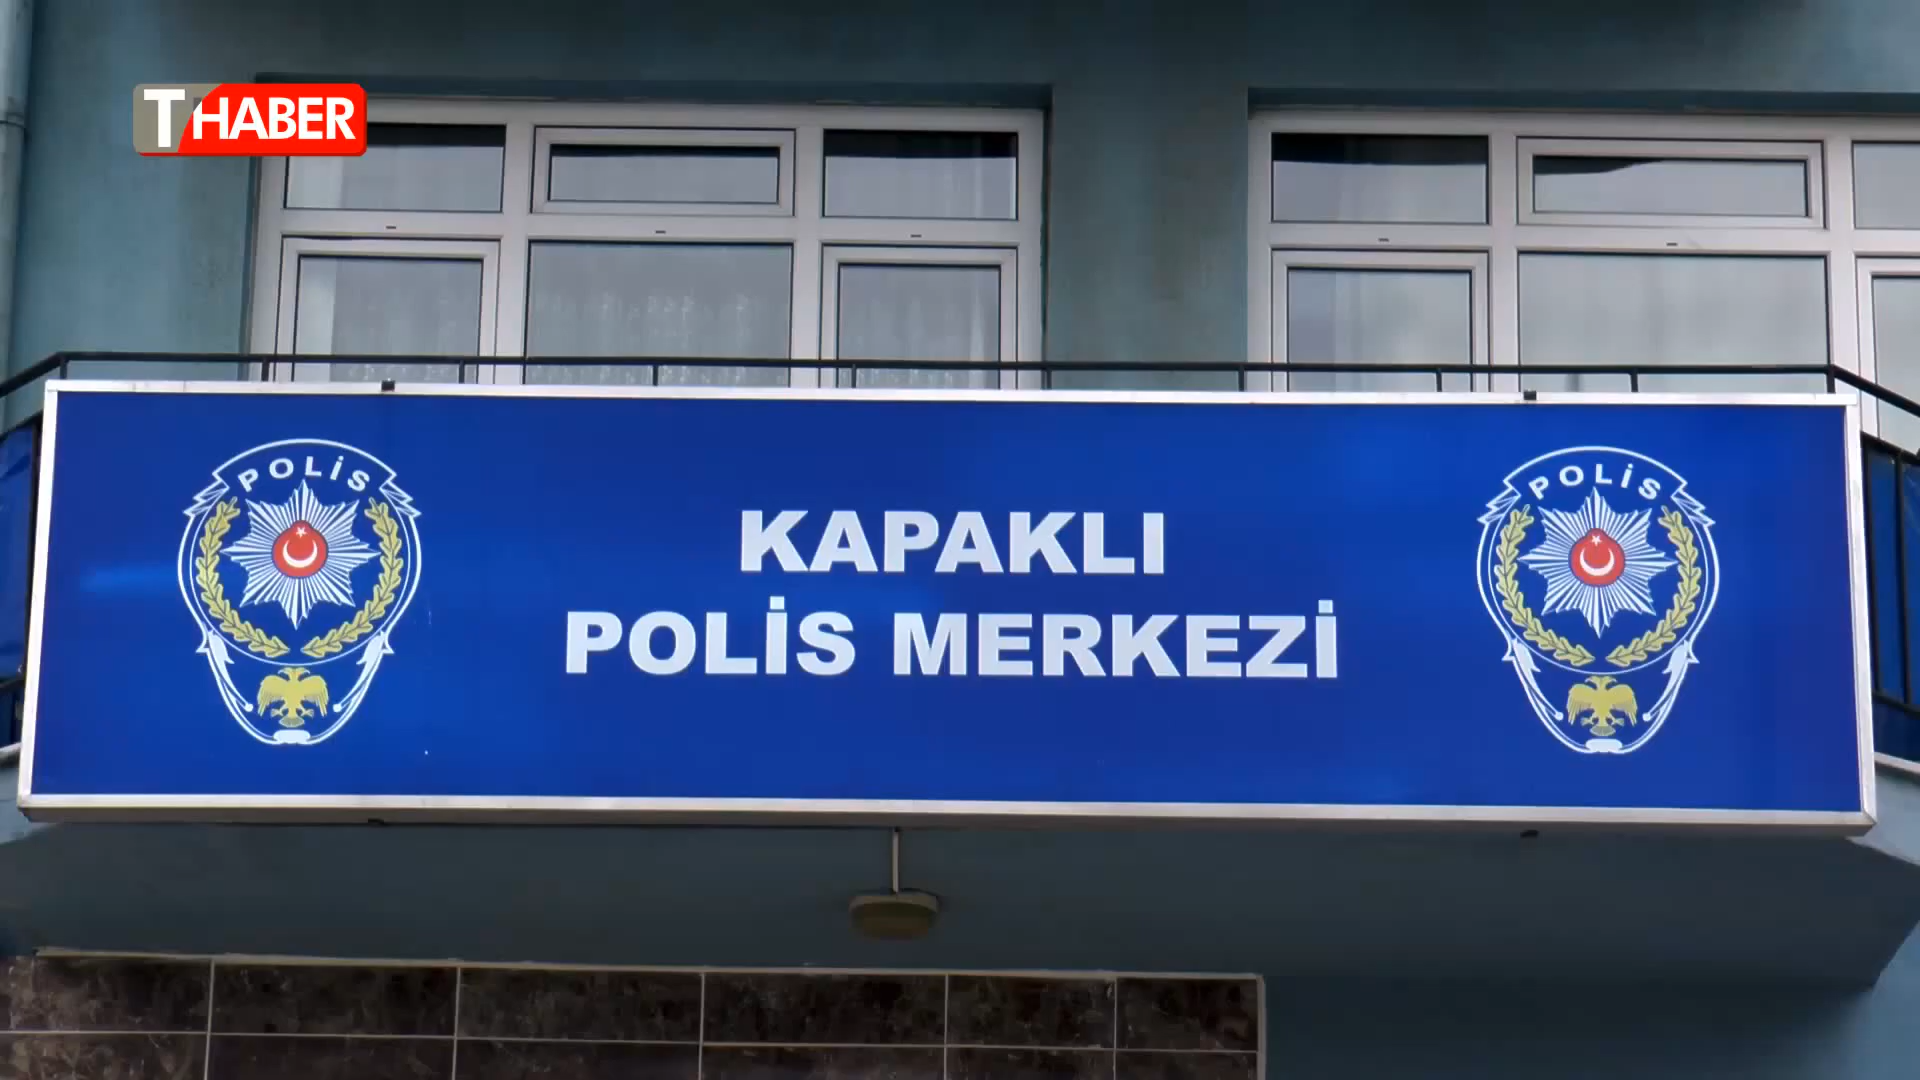 THABER
POLİS
KAPAKLI
POLİS MERKEZİ
POLİS